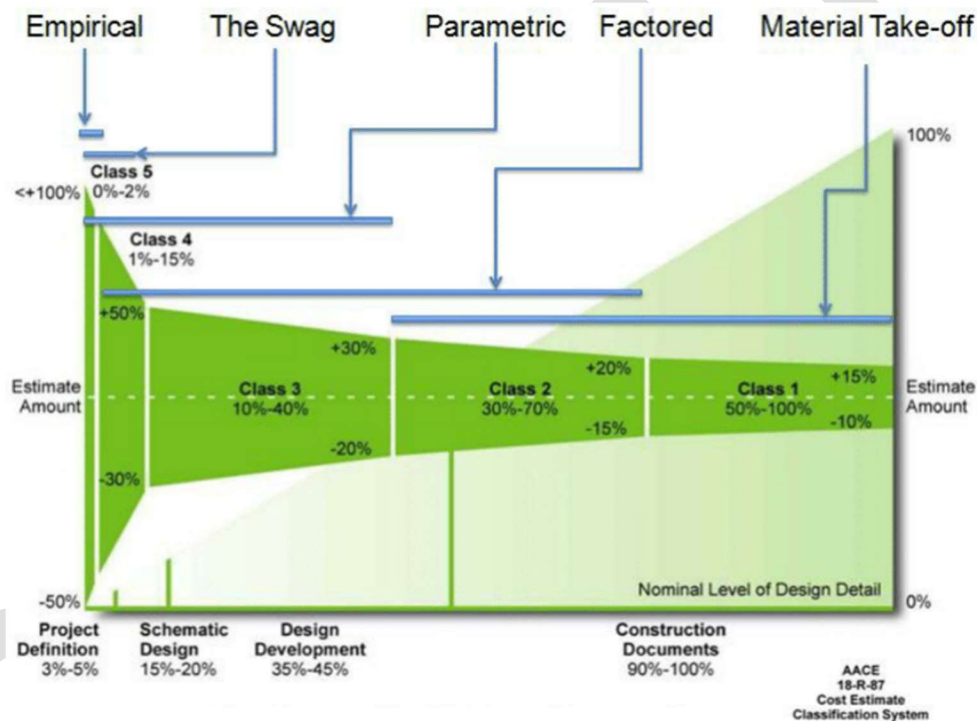 Empirical
The Swag
Parametric
Factored
Material Take-off
100%
Class 5
<+100%
0%-2%
Class 4
1%-15%
+50%
+30%
+20%
+15%
Estimate
Amount
Class 3
10%-40%
Class 2
30%-70%
Class 1
50%-100%
Estimate
Amount
-30%
-20%
-15%
-10%
Nominal Level of Design Detail
-50%
0%
Project
Definition
3%-5%
Schematic
Design
15%-20%
Design
Development
35%-45%
Construction
Documents
90%-100%
AACE
18-R-87
Cost Estimate
Classification System